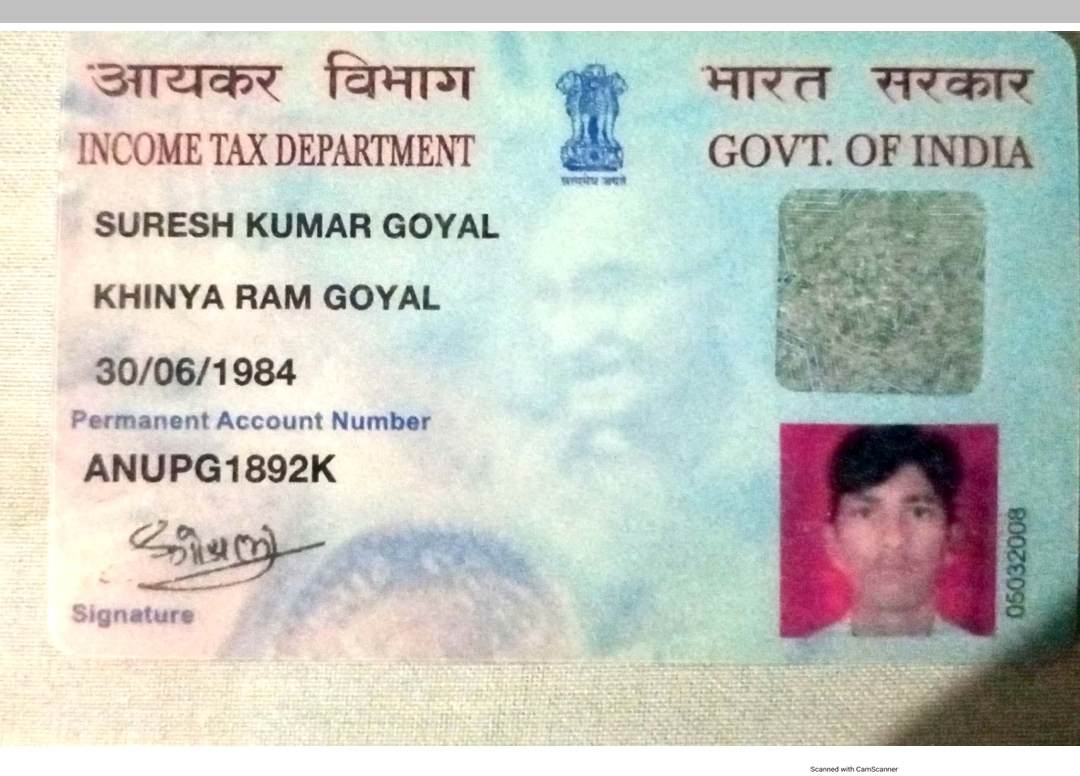 आयकर विभाग
INCOME TAX DEPARTMENT
सत्यमेव जयते
भारत सरकार
GOVT. OF INDIA
SURESH KUMAR GOYAL
KHINYA RAM GOYAL
30/06/1984
Permanent Account Number
ANUPG1892K
Signature
05032008
Scanned with CamScanner